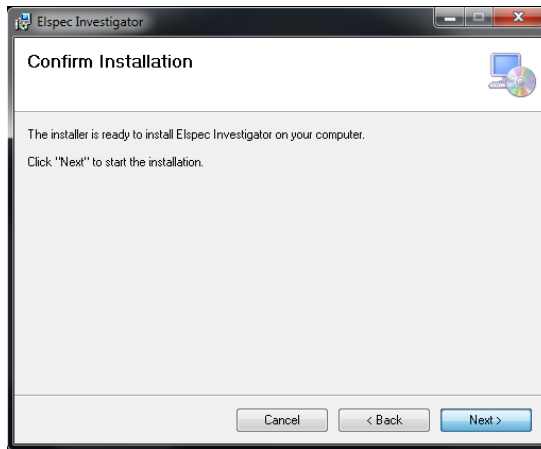 Elspec Investigator
Confirm Installation
The installer is ready to install Elspec Investigator on your computer.
Click "Next" to start the installation.
Cancel
< Back
Next >